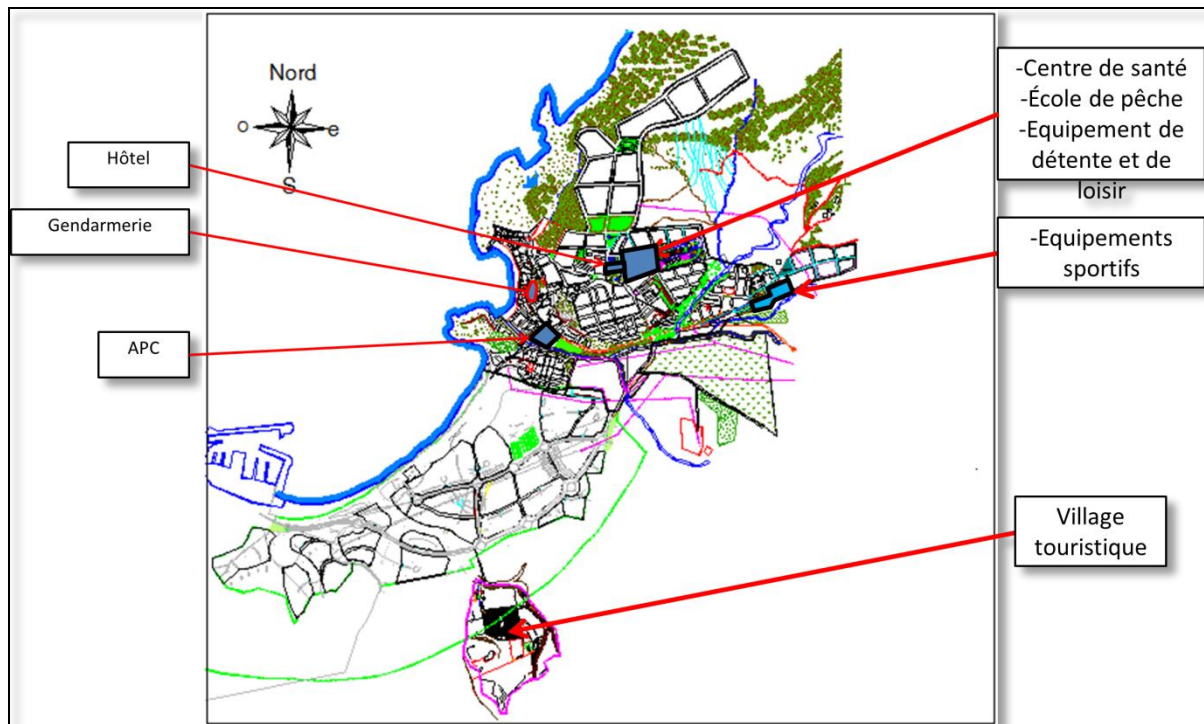 Nord
o
e
S
Hôtel
Gendarmerie
APC
-Centre de santé
-École de pêche
-Equipement de
détente et de
loisir
-Equipements
sportifs
Village
touristique